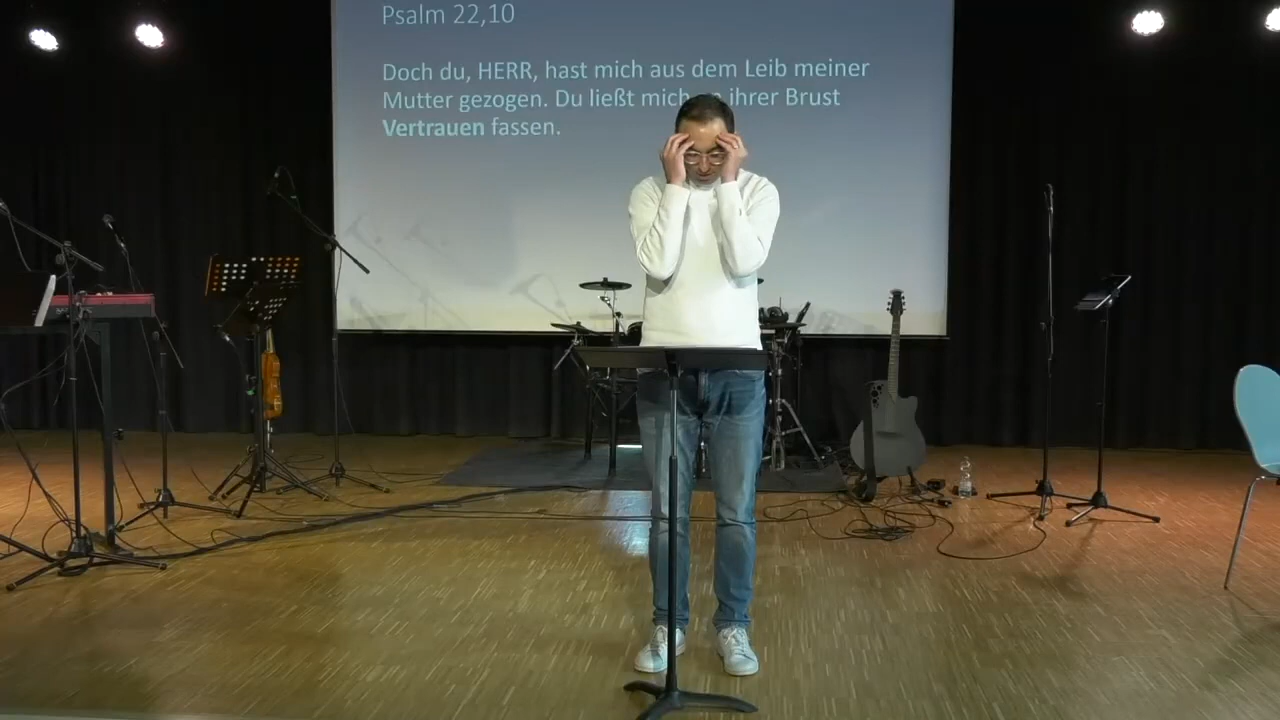 Psalm 22,10
Doch du, HERR, hast mich aus dem Leib meiner
Mutter gezogen. Du ließt mich ihrer Brust
Vertrauen fassen.